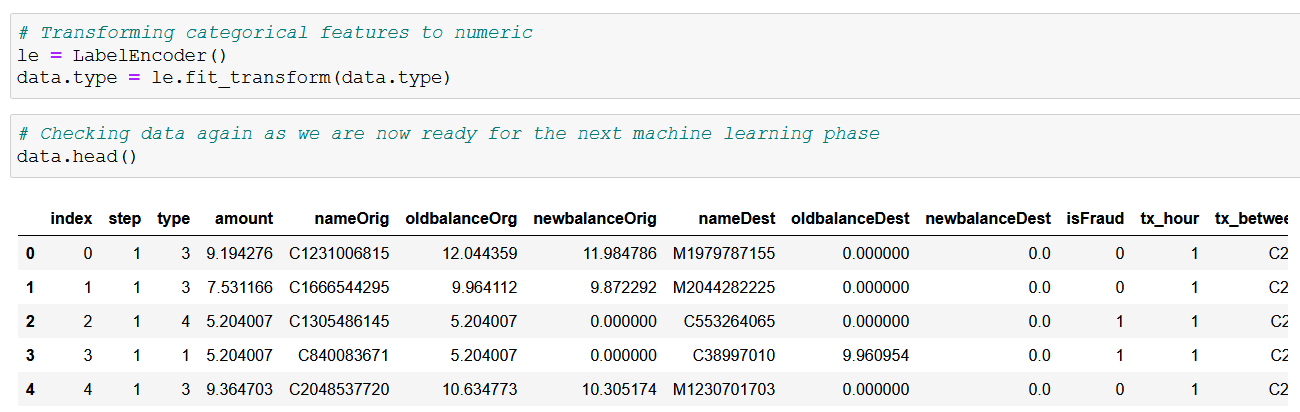 # Transforming categorical features to numeric
le = LabelEncoder()
data.type = le.fit_transform(data.type)
# Checking data again as we are now ready for the next machine learning phase
data.head()
index step type amount nameOrig oldbalanceOrg newbalanceOrig nameDest oldbalanceDest newbalanceDest isFraud tx_hour tx_betwee
0 0 1 3 9.194276 C1231006815 12.044359 11.984786 M1979787155 0.000000 0.0 0 1 C2
1 1 1 3 7.531166 C1666544295 9.964112 9.872292 M2044282225 0.000000 0.0 0 1 C2
2 2 1 4 5.204007 C1305486145 5.204007 0.000000 C553264065 0.000000 0.0 1 1 C2
3 3 1 1 5.204007 C840083671 5.204007 0.000000 C38997010 9.960954 0.0 1 1 C2
4 4 1 3 9.364703 C2048537720 10.634773 10.305174 M1230701703 0.000000 0.0 0 1 C2